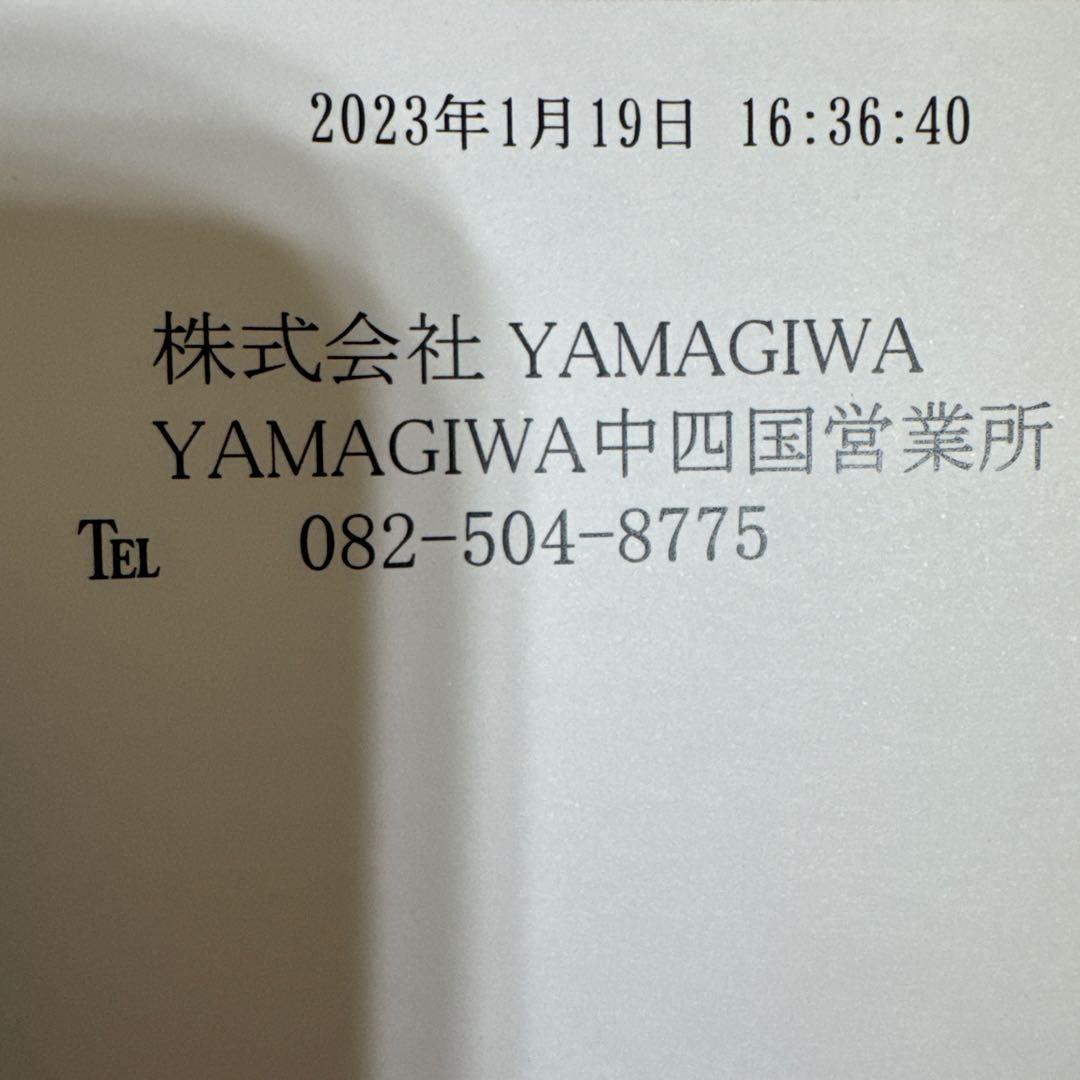 2023年1月19日 16:36:40
株式会社 YAMAGIWA
YAMAGIWA中四国営業所
TEL 082-504-8775